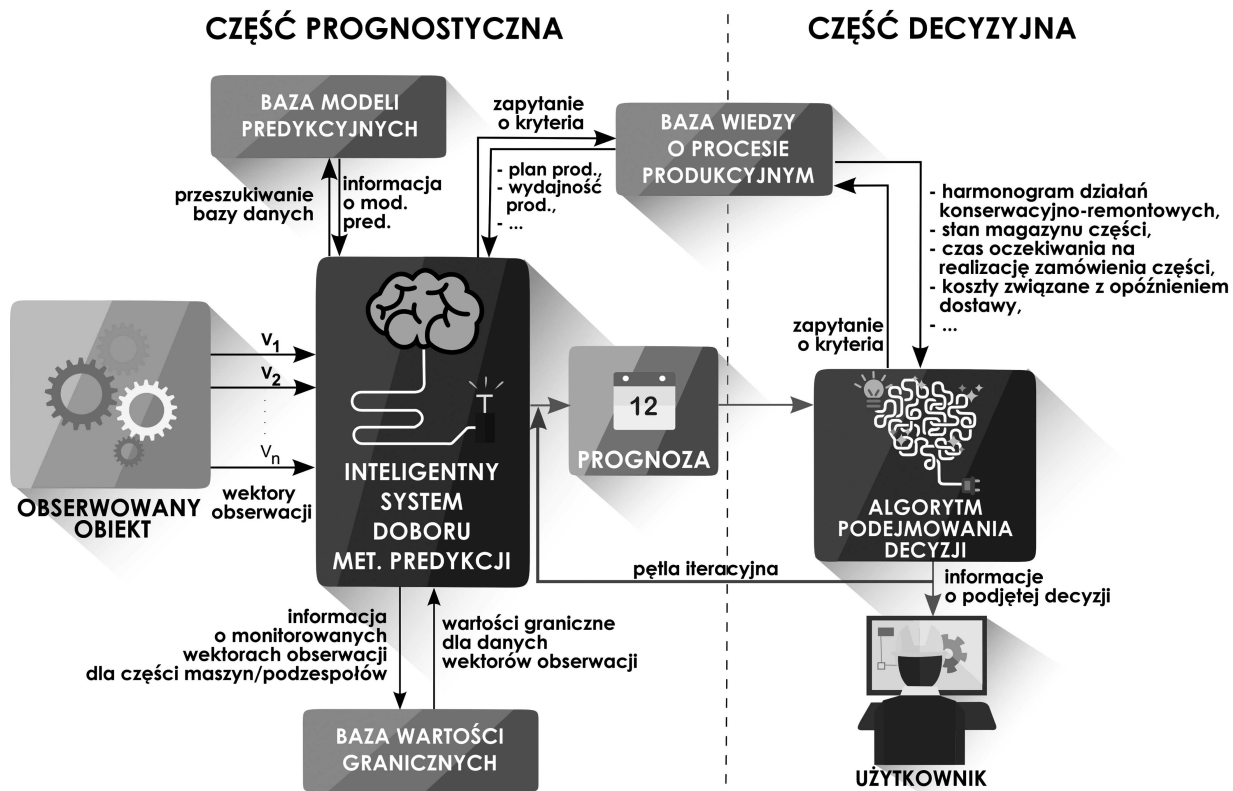 CZĘŚĆ PROGNOSTYCZNA
CZĘŚĆ DECYZYJNA
BAZA MODELI
PREDYKCYJNYCH
zapytanie
o kryteria
BAZA WIEDZY
O PROCESIE
PRODUKCYJNYM
przeszukiwanie
bazy danych
informacja
o mod.
pred.
- plan prod.,
- wydajność
prod.,
- ...
- harmonogram działań
konserwacyjno-remontowych,
- stan magazynu części,
- czas oczekiwania na
realizację zamówienia części,
- koszty związane z opóźnieniem
dostawy,
- ...
zapytanie
o kryteria
V1
V2
Vn
wektory
obserwacji
OBSERWOWANY
OBIEKT
INTELIGENTNY
SYSTEM
DOBORU
MET. PREDYKCJI
12
PROGNOZA
ALGORYTM
PODEJMOWANIA
DECYZJI
pętla iteracyjna
informacje
o podjętej decyzji
informacja
o monitorowanych
wektorach obserwacji
dla części maszyn/podzespołów
wartości graniczne
dla danych
wektorów obserwacji
BAZA WARTOŚCI
GRANICZNYCH
UŻYTKOWNIK